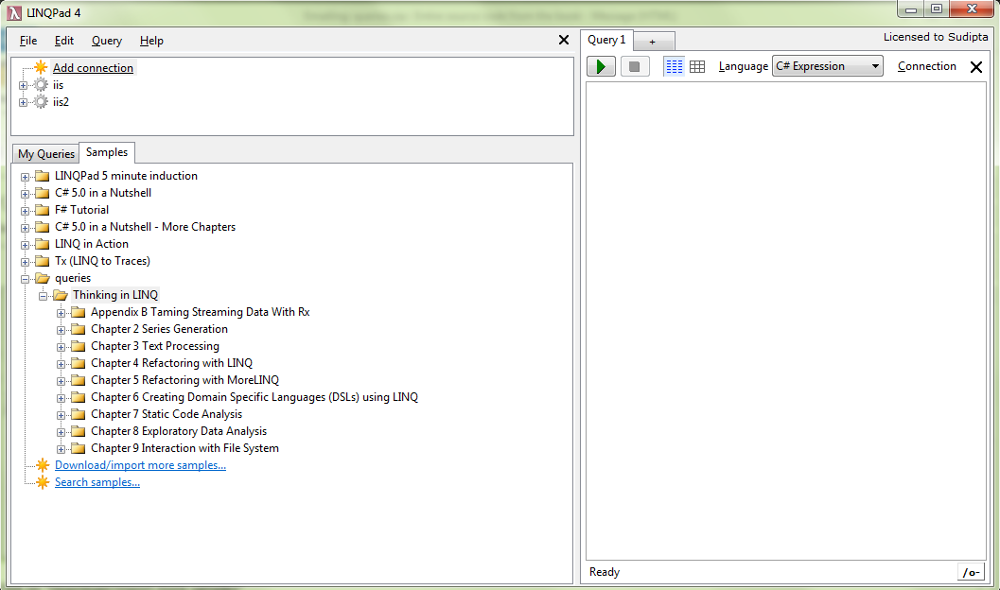 LINQPad 4
File Edit Query Help
Add connection
iis
iis2
My Queries Samples
LINQPad 5 minute induction
C# 5.0 in a Nutshell
F# Tutorial
C# 5.0 in a Nutshell - More Chapters
LINQ in Action
Tx (LINQ to Traces)
queries
Thinking in LINQ
Appendix B Taming Streaming Data With Rx
Chapter 2 Series Generation
Chapter 3 Text Processing
Chapter 4 Refactoring with LINQ
Chapter 5 Refactoring with MoreLINQ
Chapter 6 Creating Domain Specific Languages (DSLs) using LINQ
Chapter 7 Static Code Analysis
Chapter 8 Exploratory Data Analysis
Chapter 9 Interaction with File System
Download/import more samples...
Search samples...
Query 1 +
Licensed to Sudipta
Language C# Expression Connection
Ready
/o-